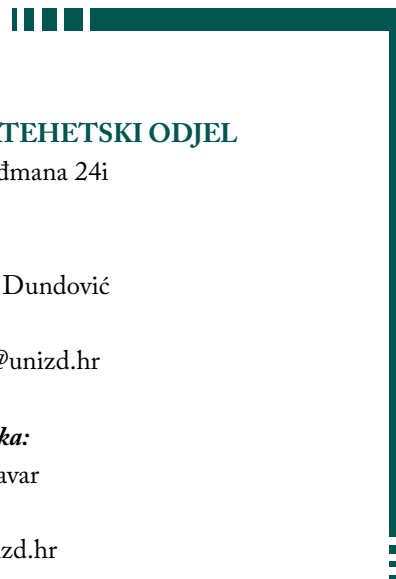 TEHETSKI ODJEL
đmana 24i
Dundović
@unizd.hr
ka:
avar
zd.hr